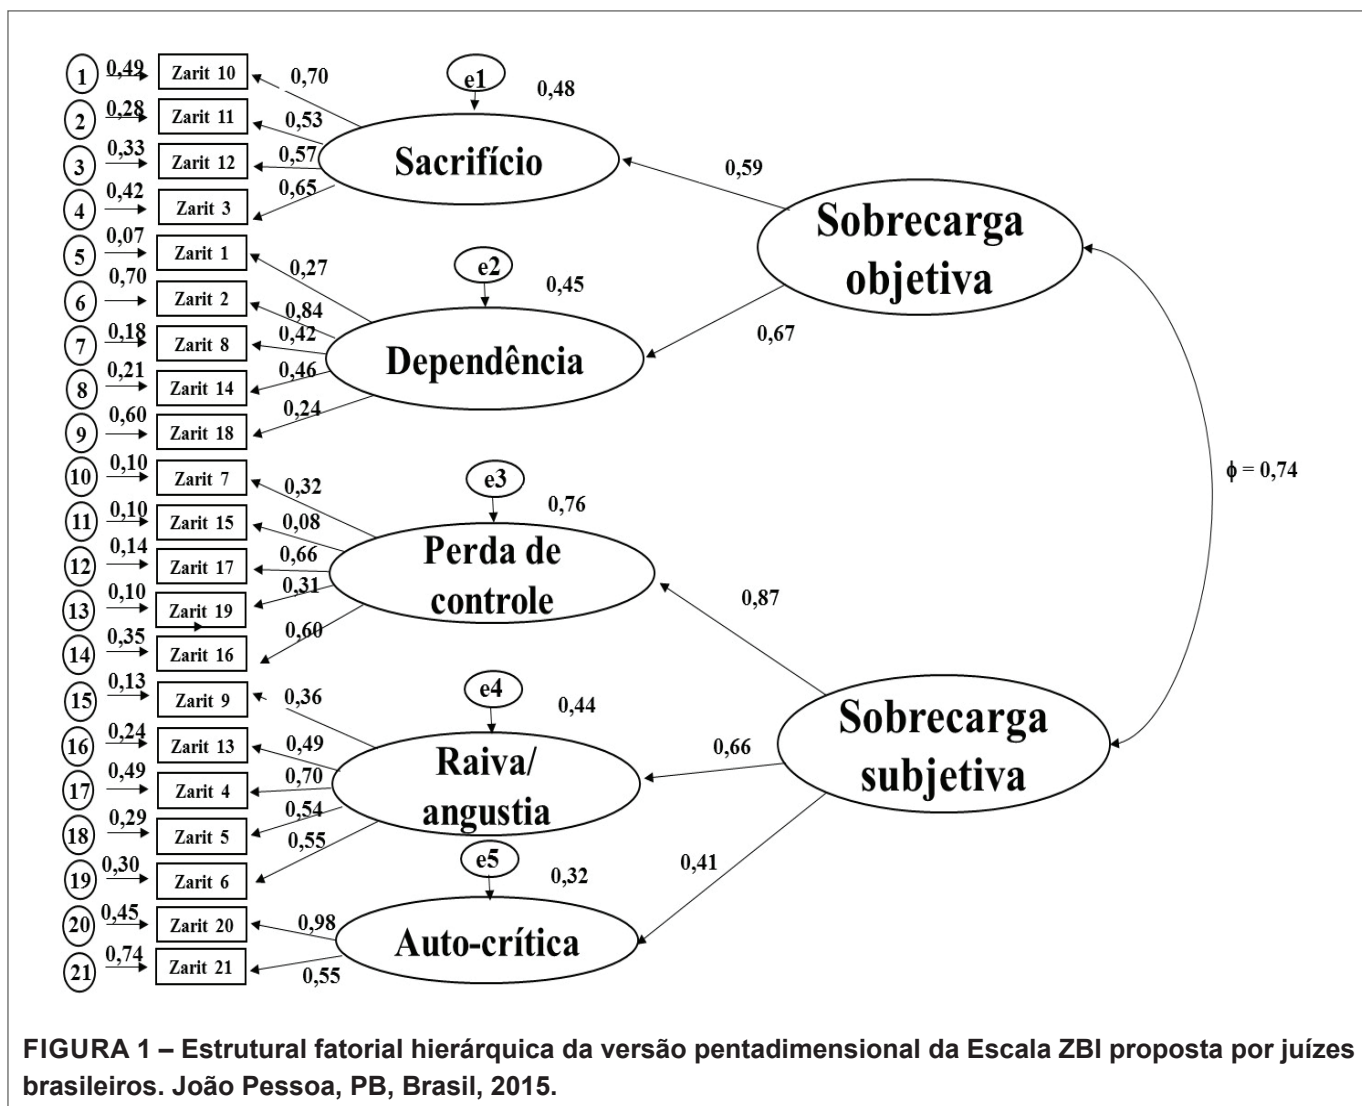 1 0,49 Zarit 10 0,70 e1 0,48
2 0,28 Zarit 11 0,53
3 0,33 Zarit 12 0,57 Sacrifício 0,59
4 0,42 Zarit 3 0,65
Sobrecarga
objetiva
5 0,07 Zarit 1 0,27 e2 0,45
6 0,70 Zarit 2 0,84
7 0,18 Zarit 8 0,42 0,67
8 0,21 Zarit 14 0,46 Dependência
9 0,60 Zarit 18 0,24
10 0,10 Zarit 7 0,32 e3 0,76 ϕ = 0,74
11 0,10 Zarit 15 0,08
12 0,14 Zarit 17 0,66 Perda de
controle 0,87
13 0,10 Zarit 19 0,31
14 0,35 Zarit 16 0,60
15 0,13 Zarit 9 0,36 e4 0,44
16 0,24 Zarit 13 0,49 0,66
Sobrecarga
subjetiva
17 0,49 Zarit 4 0,70 Raiva/
angustia
18 0,29 Zarit 5 0,54
19 0,30 Zarit 6 0,55 e5 0,32 0,41
20 0,45 Zarit 20 0,98 Auto-crítica
21 0,74 Zarit 21 0,55
FIGURA 1 – Estrutural fatorial hierárquica da versão pentadimensional da Escala ZBI proposta por juízes
brasileiros. João Pessoa, PB, Brasil, 2015.